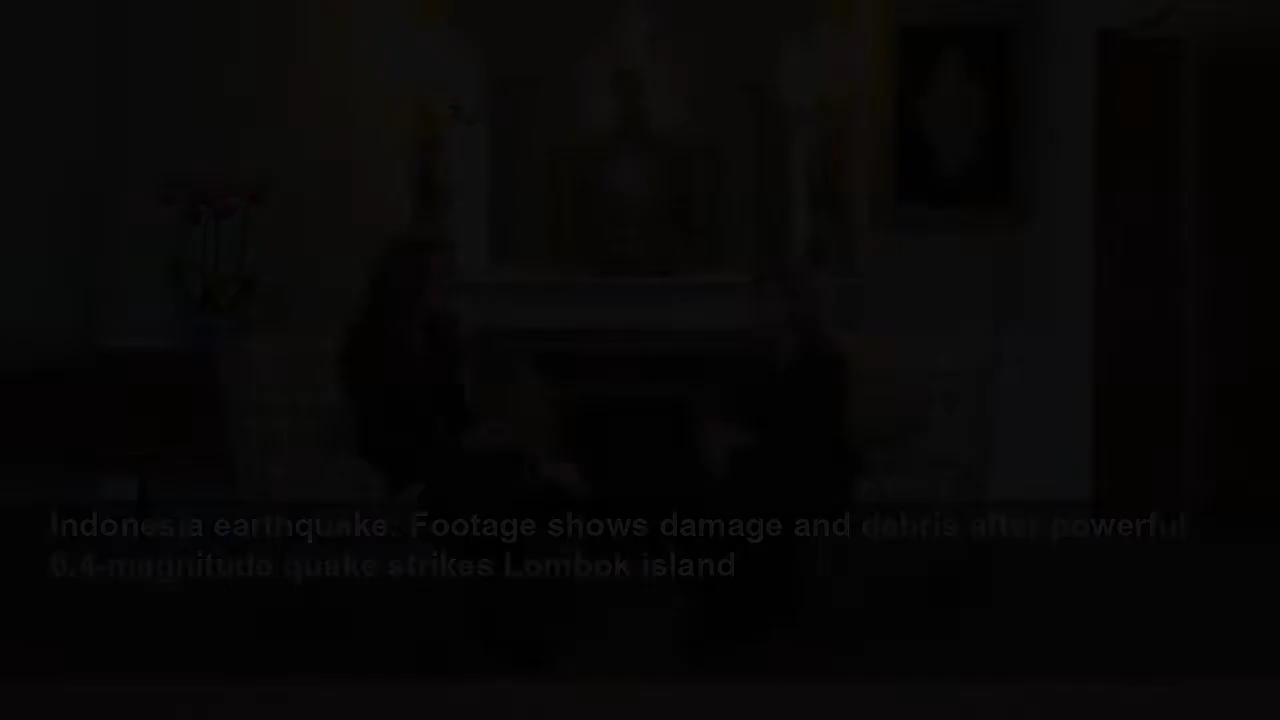 Indonesia earthquake: Footage shows damage and debris after powerful
6.4-magnitude quake strikes Lombok island